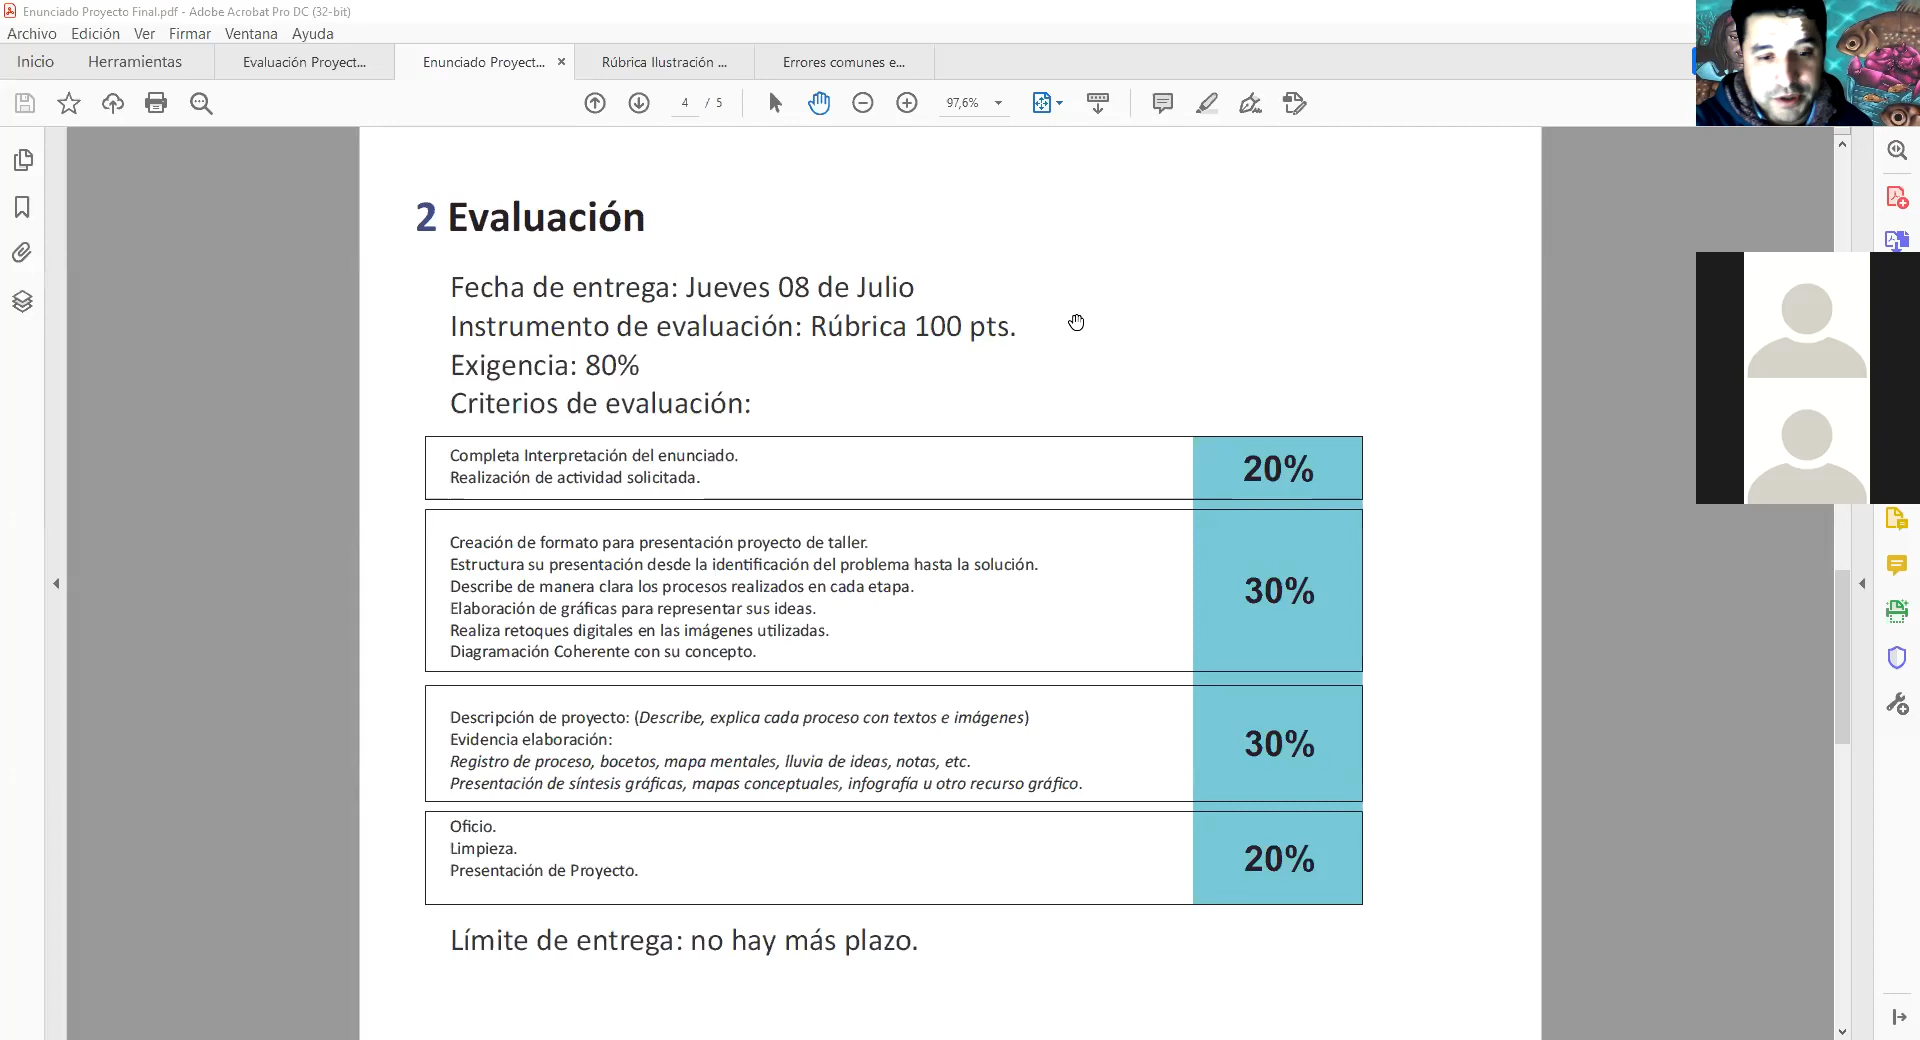 Enunciado Proyecto Final.pdf - Adobe Acrobat Pro DC (32-bit)
Archivo Edición Ver Firmar Ventana Ayuda
Inicio Herramientas Evaluación Proyect... Enunciado Proyect... × Rúbrica Ilustración ... Errores comunes e...
4 / 5 97,6%
2 Evaluación
Fecha de entrega: Jueves 08 de Julio
Instrumento de evaluación: Rúbrica 100 pts.
Exigencia: 80%
Criterios de evaluación:
Completa Interpretación del enunciado.
Realización de actividad solicitada.
20%
Creación de formato para presentación proyecto de taller.
Estructura su presentación desde la identificación del problema hasta la solución.
Describe de manera clara los procesos realizados en cada etapa.
Elaboración de gráficas para representar sus ideas.
Realiza retoques digitales en las imágenes utilizadas.
Diagramación Coherente con su concepto.
30%
Descripción de proyecto: (Describe, explica cada proceso con textos e imágenes)
Evidencia elaboración:
Registro de proceso, bocetos, mapa mentales, lluvia de ideas, notas, etc.
Presentación de síntesis gráficas, mapas conceptuales, infografía u otro recurso gráfico.
30%
Oficio.
Limpieza.
Presentación de Proyecto.
20%
Límite de entrega: no hay más plazo.